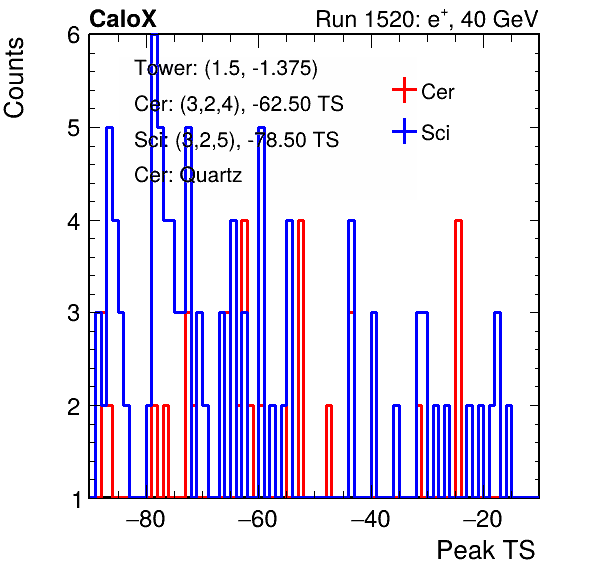 CaloX Run 1520: e⁺, 40 GeV
Counts
6
Tower: (1.5, -1.375)
Cer: (3,2,4), -62.50 TS
Cer
5
Sci: (3,2,5), -78.50 TS
Sci
Cer: Quartz
4
3
2
1
−80 −60 −40 −20
Peak TS